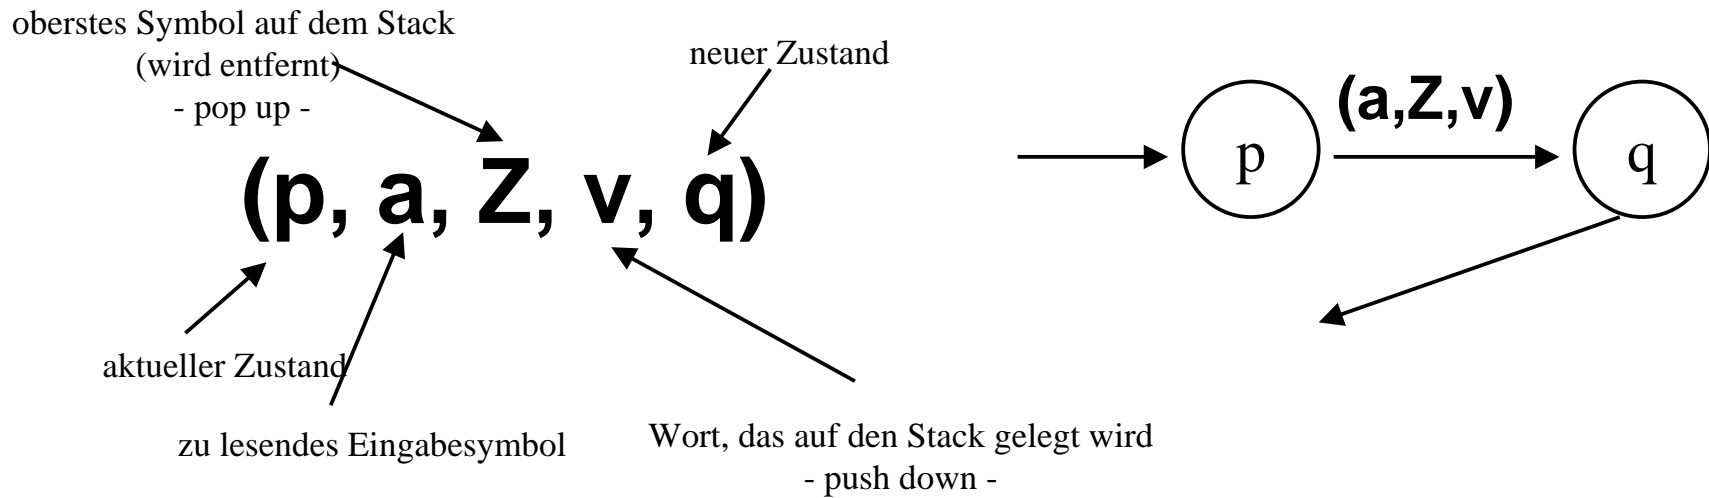 oberstes Symbol auf dem Stack
(wird entfernt)
- pop up -
neuer Zustand
(p, a, Z, v, q)
aktueller Zustand
zu lesendes Eingabesymbol
Wort, das auf den Stack gelegt wird
- push down -
(a,Z,v)
p
q